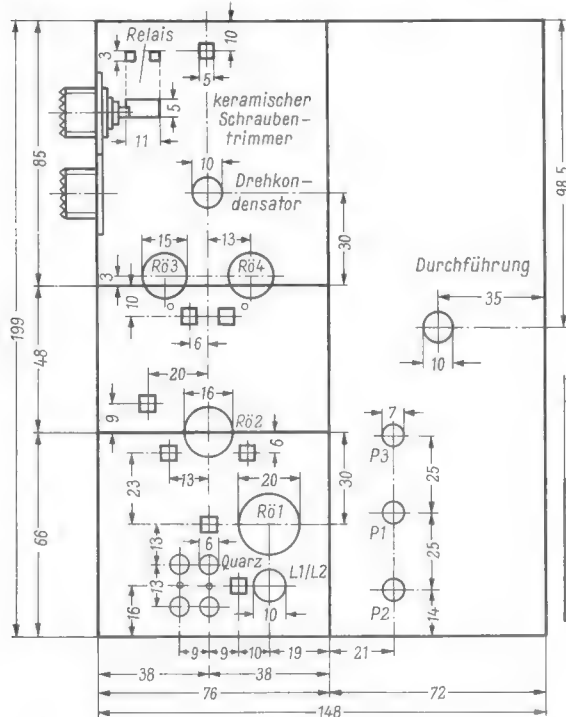 Relais
10
3
5
keramischer
Schrauben-
trimmer
5
11
85
98,5
10
Drehkon-
densator
15
13
30
Rö3
Rö4
Durchführung
3
10
35
199
6
48
10
20
16
9
Rö2
7
6
P3
13
20
23
30
25
Rö1
P1
66
13
6
Quarz
L1/L2
25
13
16
10
P2
14
9
9
10
19
21
38
38
76
72
148